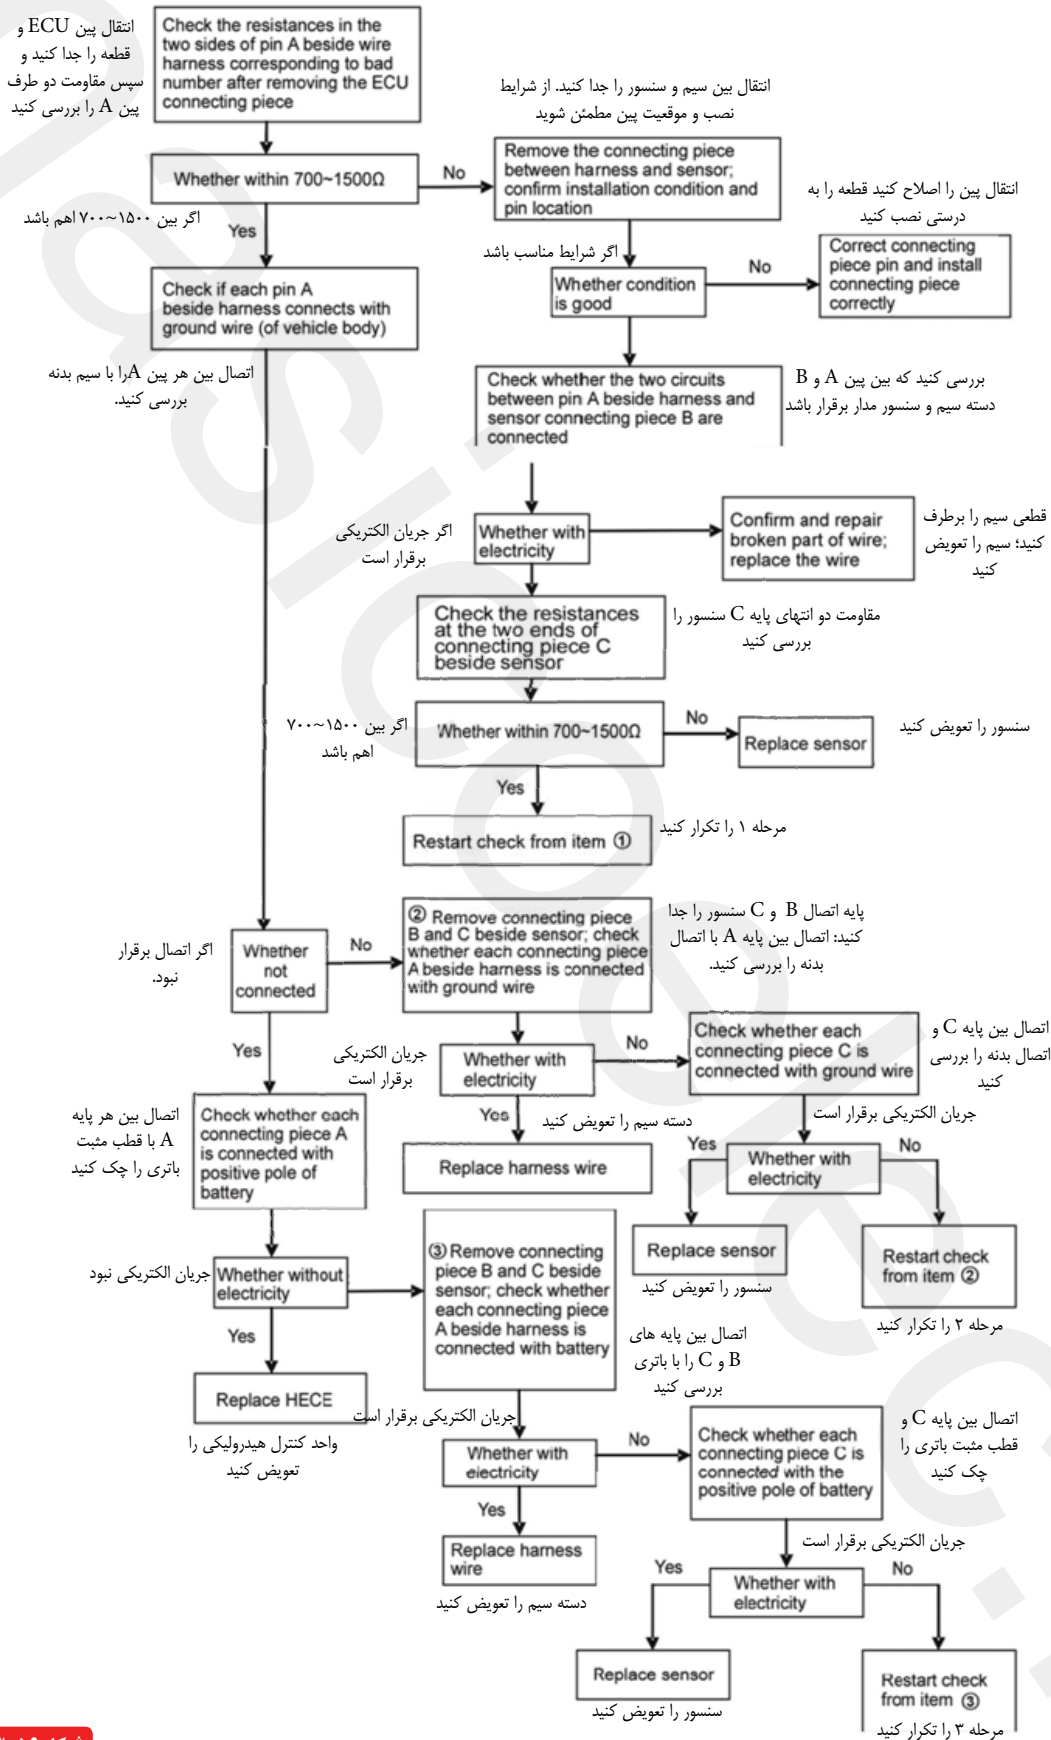 انتقال پین ECU و
قطعه را جدا کنید و
سپس مقاومت دو طرف
پین A را بررسی کنید
Check the resistances in the
two sides of pin A beside wire
harness corresponding to bad
number after removing the ECU
connecting piece
انتقال بین سیم و سنسور را جدا کنید. از شرایط
نصب و موقعیت پین مطمئن شوید
Whether within 700~1500Ω
No
Remove the connecting piece
between harness and sensor;
confirm installation condition and
pin location
اگر بین ۱۵۰۰~۷۰۰ اهم باشد
Yes
انتقال پین را اصلاح کنید قطعه را به
درستی نصب کنید
اگر شرایط مناسب باشد
Check if each pin A
beside harness connects with
ground wire (of vehicle body)
Whether condition
is good
No
Correct connecting
piece pin and install
connecting piece
correctly
اتصال بین هر پین A را با سیم بدنه
بررسی کنید.
Check whether the two circuits
between pin A beside harness and
sensor connecting piece B are
connected
بررسی کنید که بین پین A و B
دسته سیم و سنسور مدار برقرار باشد
اگر جریان الکتریکی
برقرار است
Whether with
electricity
Confirm and repair
broken part of wire;
replace the wire
قطعی سیم را برطرف
کنید؛ سیم را تعویض
کنید
Check the resistances
at the two ends of
connecting piece C
beside sensor
مقاومت دو انتهای پایه C سنسور را
بررسی کنید
اگر بین ۱۵۰۰~۷۰۰
اهم باشد
Whether within 700~1500Ω
No
Replace sensor
سنسور را تعویض کنید
Yes
Restart check from item ①
مرحله ۱ را تکرار کنید
اگر اتصال برقرار
نبود.
Whether
not
connected
No
② Remove connecting piece
B and C beside sensor; check
whether each connecting piece
A beside harness is connected
with ground wire
پایه اتصال B و C سنسور را جدا
کنید: اتصال بین پایه A با اتصال
بدنه را بررسی کنید.
Yes
جریان الکتریکی
برقرار است
Whether with
electricity
No
Check whether each
connecting piece C is
connected with ground wire
اتصال بین پایه C و
اتصال بدنه را بررسی
کنید
اتصال بین هر پایه
A با قطب مثبت
باتری را چک کنید
Check whether each
connecting piece A
is connected with
positive pole of
battery
Yes
دسته سیم را تعویض کنید
Replace harness wire
جریان الکتریکی برقرار است
Yes
Whether with
electricity
No
Replace sensor
سنسور را تعویض کنید
Restart check
from item ②
مرحله ۲ را تکرار کنید
جریان الکتریکی نبود
Whether without
electricity
③ Remove connecting
piece B and C beside
sensor; check whether
each connecting piece
A beside harness is
connected with battery
اتصال بین پایه های
B و C را با باتری
بررسی کنید
Yes
Replace HECE
واحد کنترل هیدرولیکی را
تعویض کنید
جریان الکتریکی برقرار است
Whether with
electricity
No
Check whether each
connecting piece C is
connected with the
positive pole of battery
اتصال بین پایه C و
قطب مثبت باتری را
چک کنید
Yes
Replace harness
wire
دسته سیم را تعویض کنید
جریان الکتریکی برقرار است
Yes
Whether with
electricity
No
Replace sensor
سنسور را تعویض کنید
Restart check
from item ③
مرحله ۳ را تکرار کنید